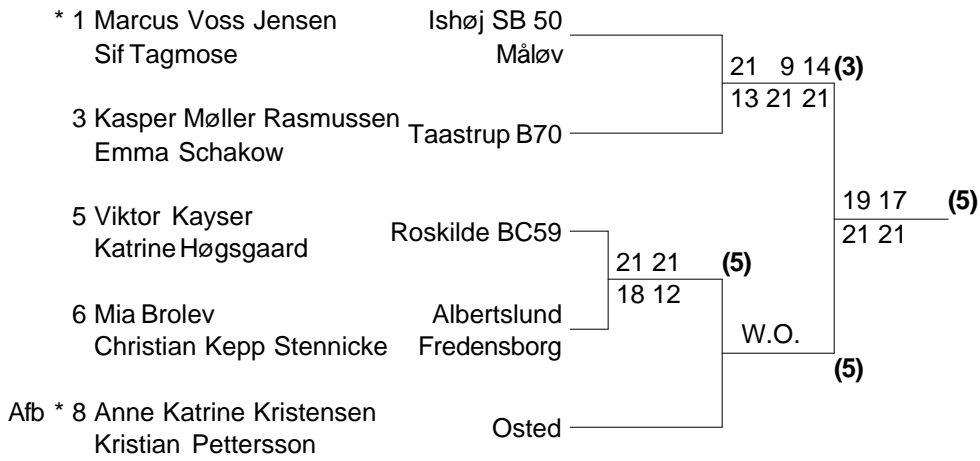 * 1 Marcus Voss Jensen Ishøj SB 50
Sif Tagmose Måløv
21 9 14 (3)
13 21 21
3 Kasper Møller Rasmussen Taastrup B70
Emma Schakow
19 17 (5)
21 21
5 Viktor Kayser Roskilde BC59
Katrine Høgsgaard
21 21 (5)
18 12
6 Mia Brolev Albertslund
Christian Kepp Stennicke Fredensborg
W.O.
(5)
Afb * 8 Anne Katrine Kristensen Osted
Kristian Pettersson